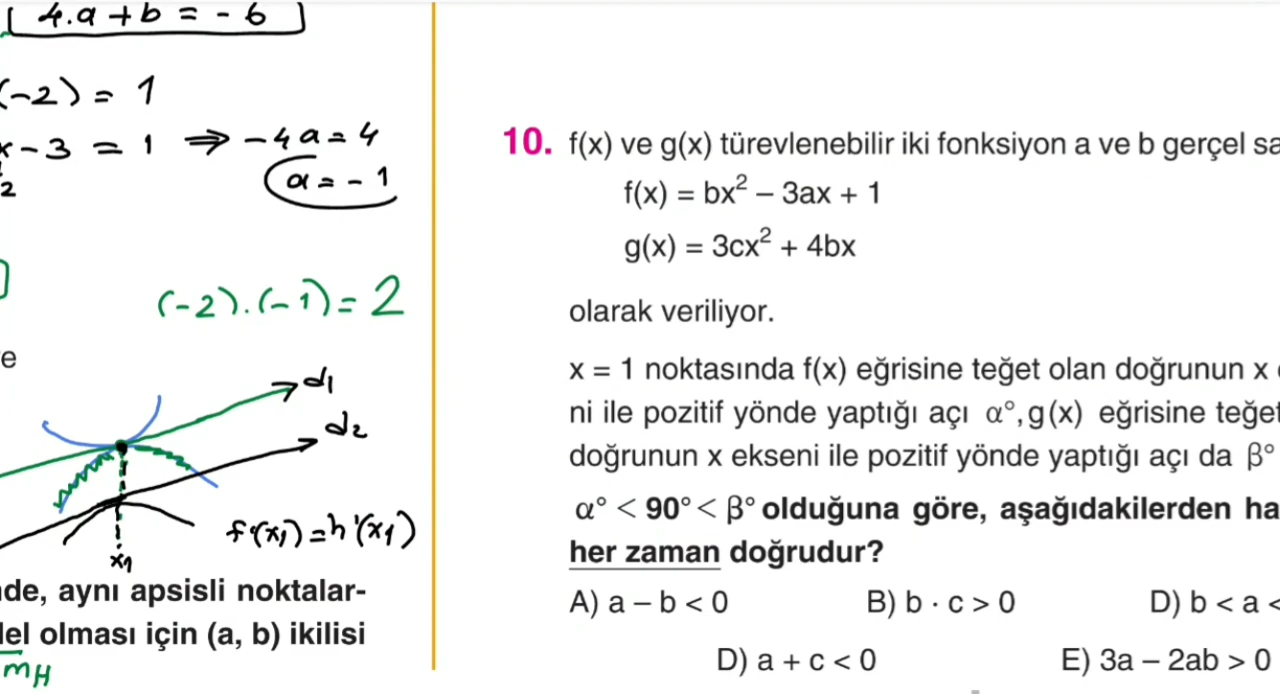 4.a + b = - 6
(-2) = 1
x - 3 = 1 ⇒ -4a = 4
a = - 1
(-2).(-1) = 2
e
d1
d2
f'(x1) = h'(x1)
x1
de, aynı apsisli noktalar-
lel olması için (a, b) ikilisi
mH
10. f(x) ve g(x) türevlenebilir iki fonksiyon a ve b gerçel sa
f(x) = bx² – 3ax + 1
g(x) = 3cx² + 4bx
olarak veriliyor.
x = 1 noktasında f(x) eğrisine teğet olan doğrunun x
ni ile pozitif yönde yaptığı açı α°, g(x) eğrisine teğet
doğrunun x ekseni ile pozitif yönde yaptığı açı da β°
α° < 90° < β° olduğuna göre, aşağıdakilerden ha
her zaman doğrudur?
A) a – b < 0 B) b · c > 0 D) b < a <
D) a + c < 0 E) 3a – 2ab > 0